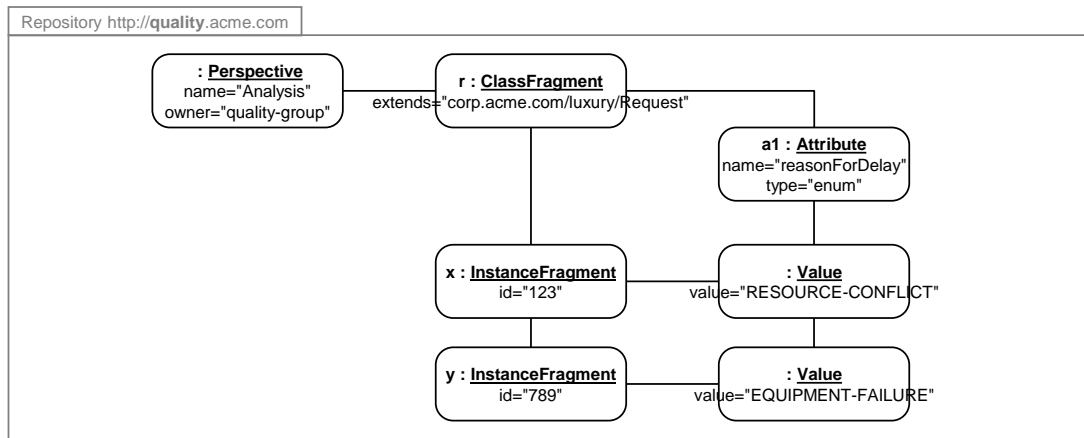 Repository http://quality.acme.com
: Perspective
name="Analysis"
owner="quality-group"
r : ClassFragment
extends="corp.acme.com/luxury/Request"
a1 : Attribute
name="reasonForDelay"
type="enum"
x : InstanceFragment
id="123"
: Value
value="RESOURCE-CONFLICT"
y : InstanceFragment
id="789"
: Value
value="EQUIPMENT-FAILURE"